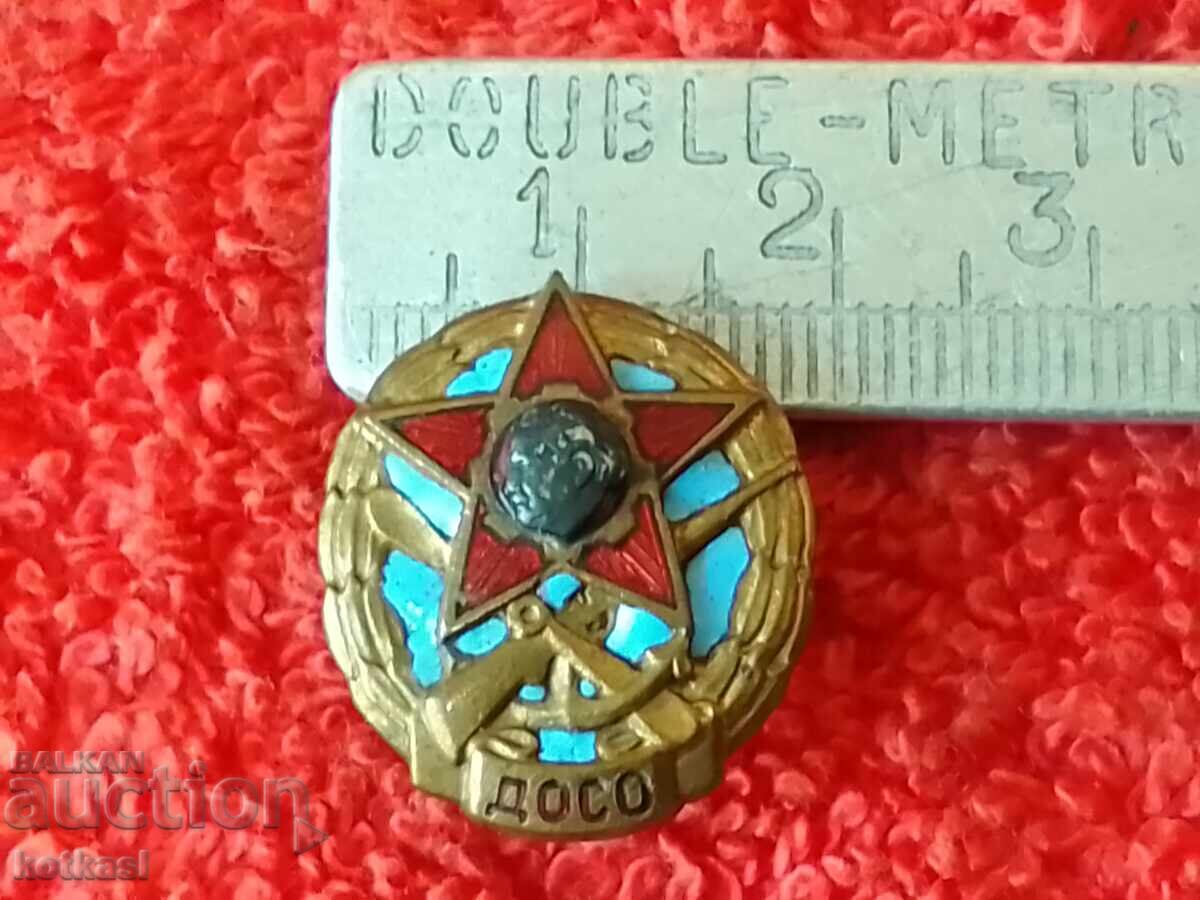 DOUBLE-METR
1 2 3
ДОСО
BALKAN
auction
kotkasl